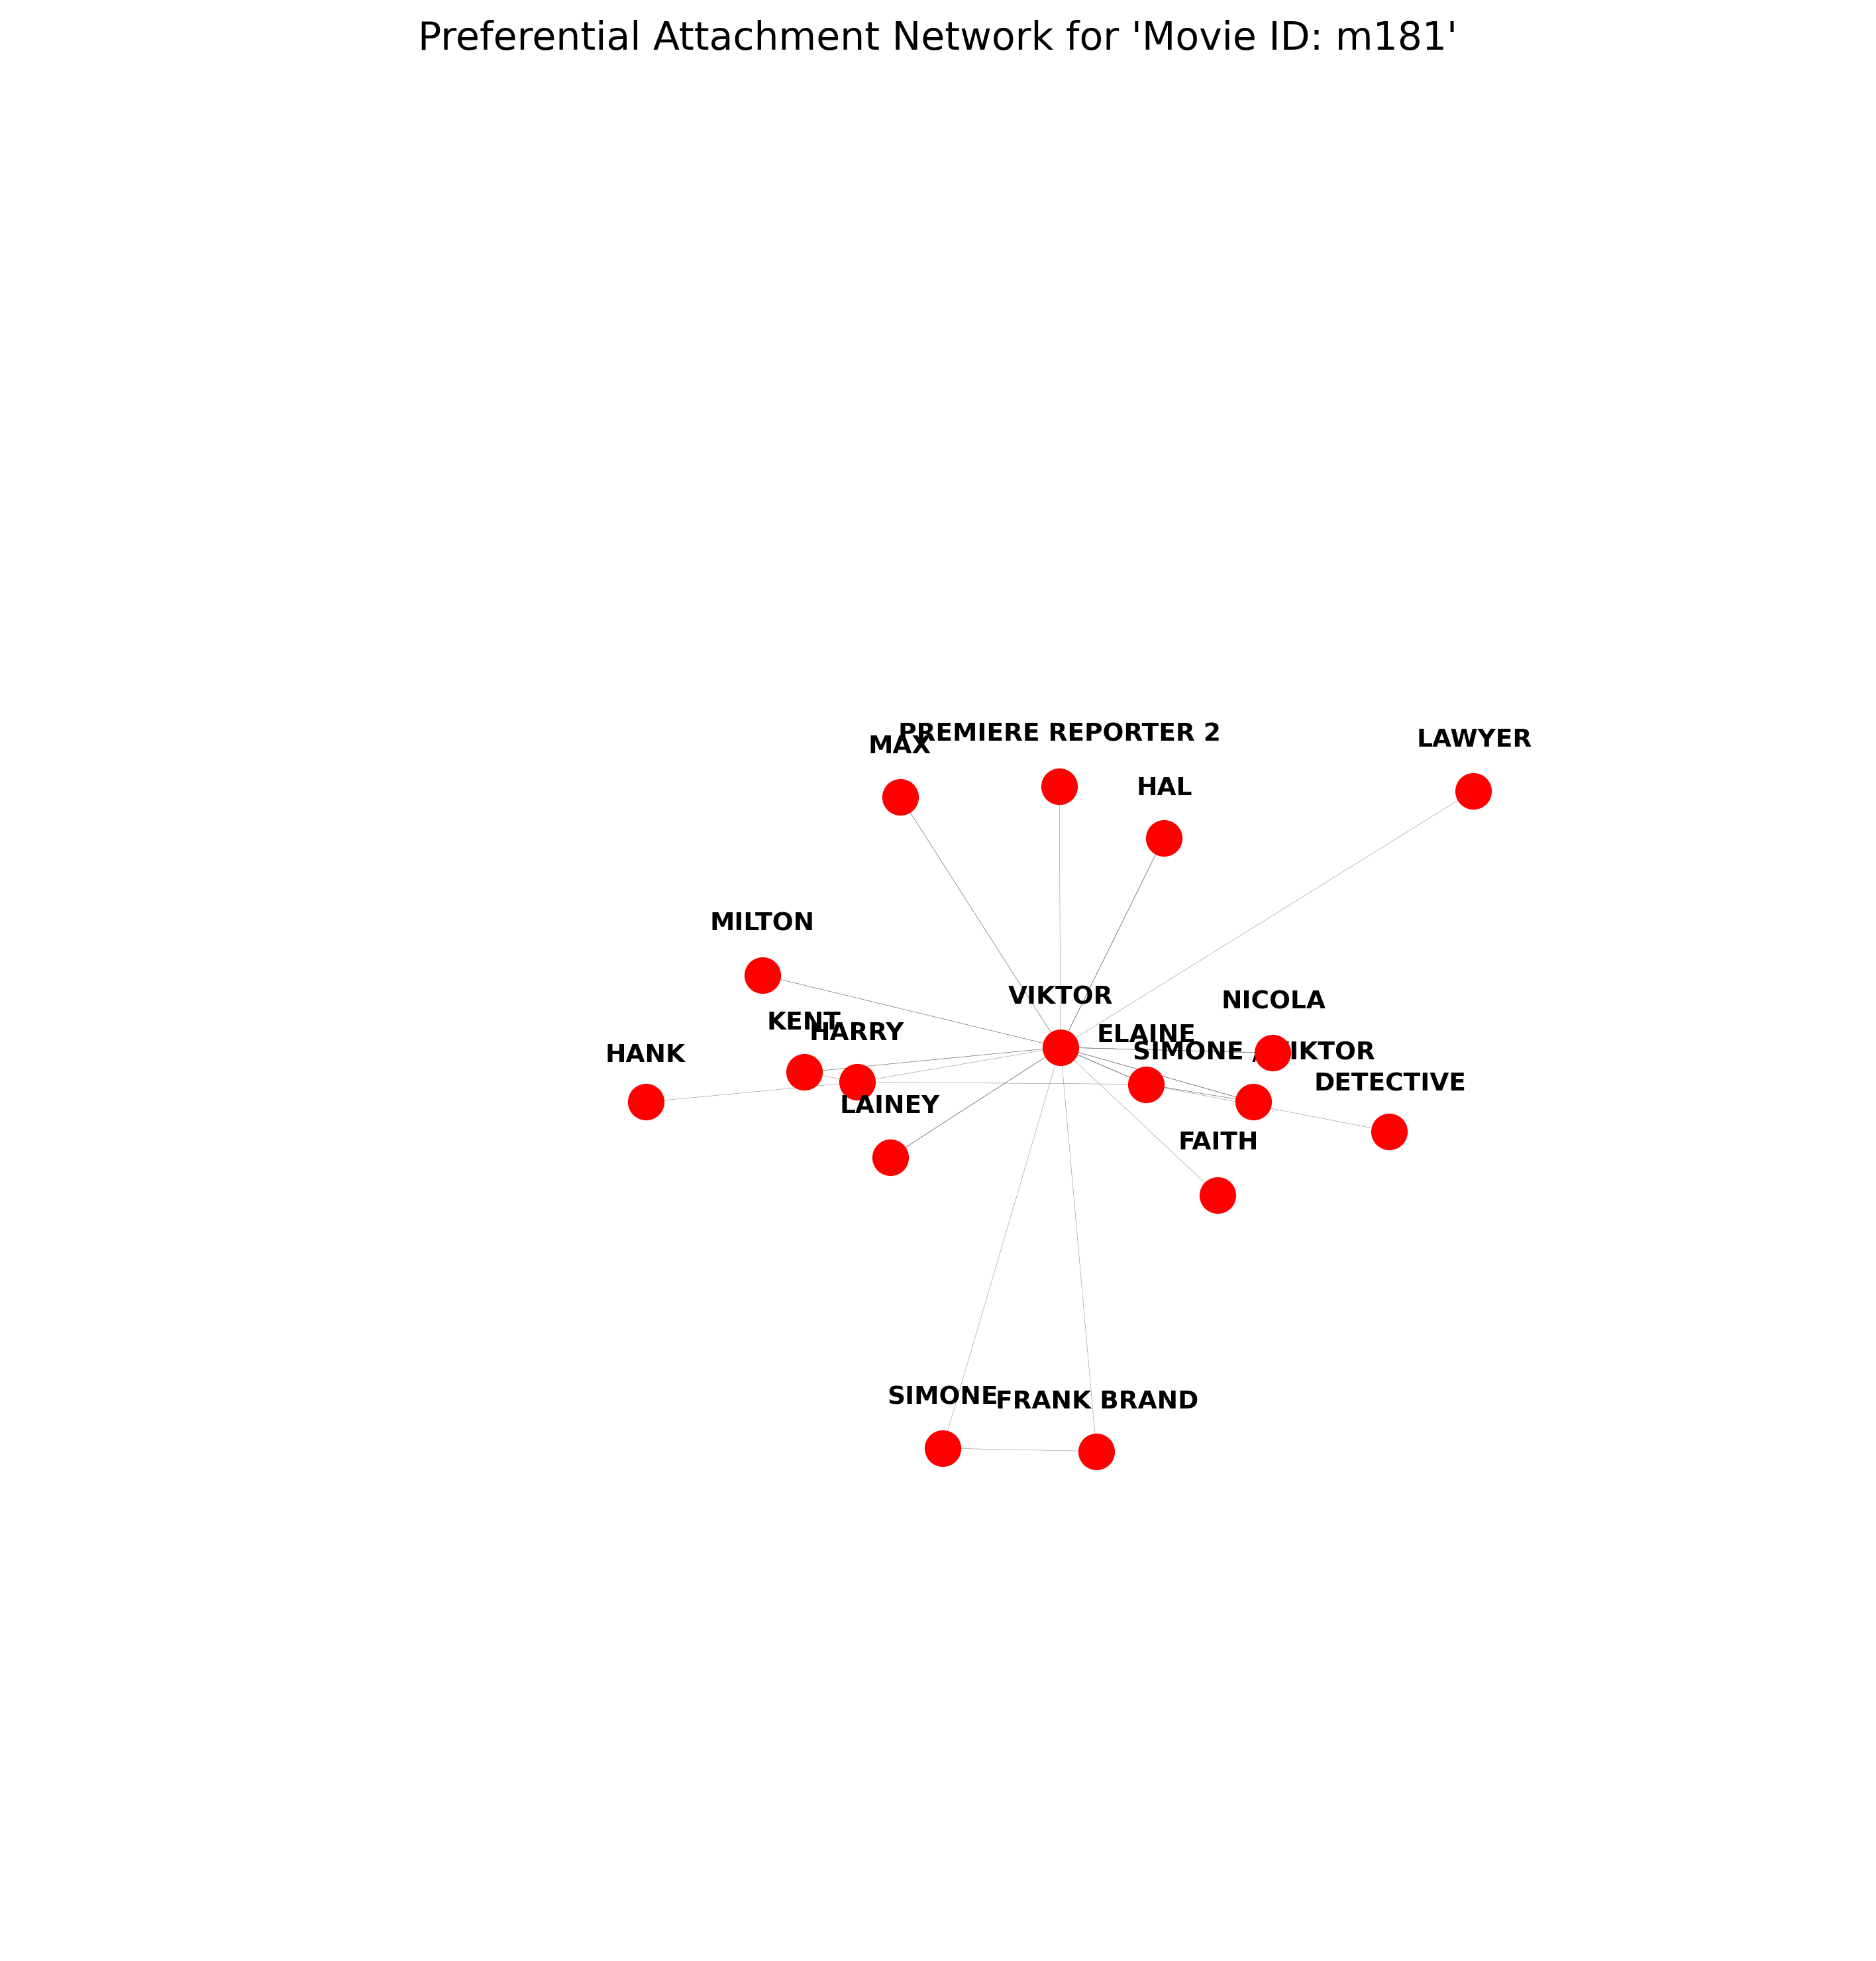 Preferential Attachment Network for 'Movie ID: m181'
PREMIERE REPORTER 2
LAWYER
MAX
HAL
MILTON
VIKTOR
NICOLA
KENT
HARRY
ELAINE
HANK
SIMONE / VIKTOR
DETECTIVE
LAINEY
FAITH
SIMONE
FRANK BRAND